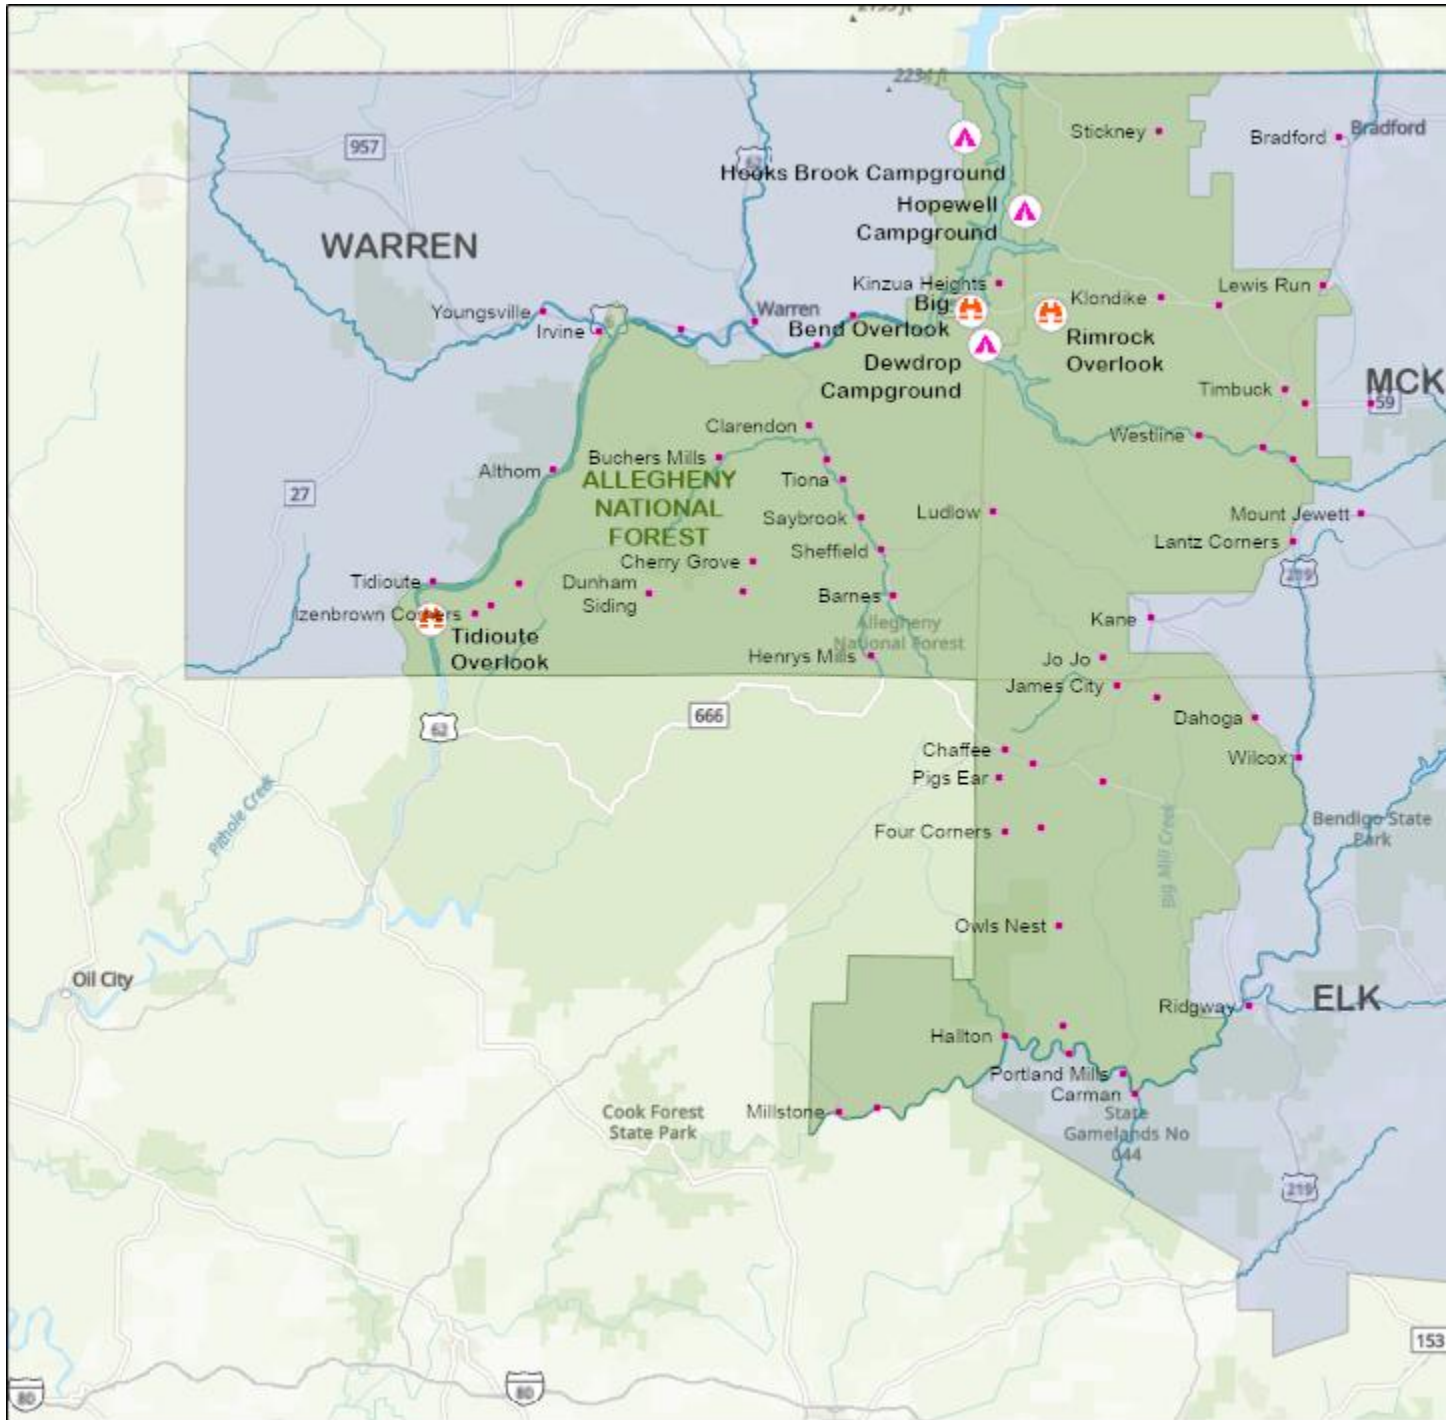 2234 ft
Stickney
Bradford
Bradford
957
62
Hooks Brook Campground
Hopewell
Campground
WARREN
Kinzua Heights
Lewis Run
Klondike
Youngsville
Warren
Big
Bend Overlook
Irvine
Rimrock
Overlook
Dewdrop
Campground
MCK
Timbuck
59
Clarendon
Westline
Buchers Mills
Althom
ALLEGHENY
NATIONAL
FOREST
Tiona
27
Saybrook
Ludlow
Mount Jewett
Lantz Corners
Sheffield
Cherry Grove
219
Tidioute
Dunham
Siding
Barnes
Izenbrown Corners
Kane
Allegheny
National Forest
Tidioute
Overlook
Henrys Mills
Jo Jo
James City
666
Dahoga
62
Chaffee
Wilcox
Pigs Ear
Pithole Creek
Bendigo State
Park
Four Corners
Big Mill Creek
Owls Nest
Oil City
ELK
Ridgway
Hallton
Portland Mills
Carman
Cook Forest
State Park
Millstone
State
Gamelands No
044
219
153
80
80